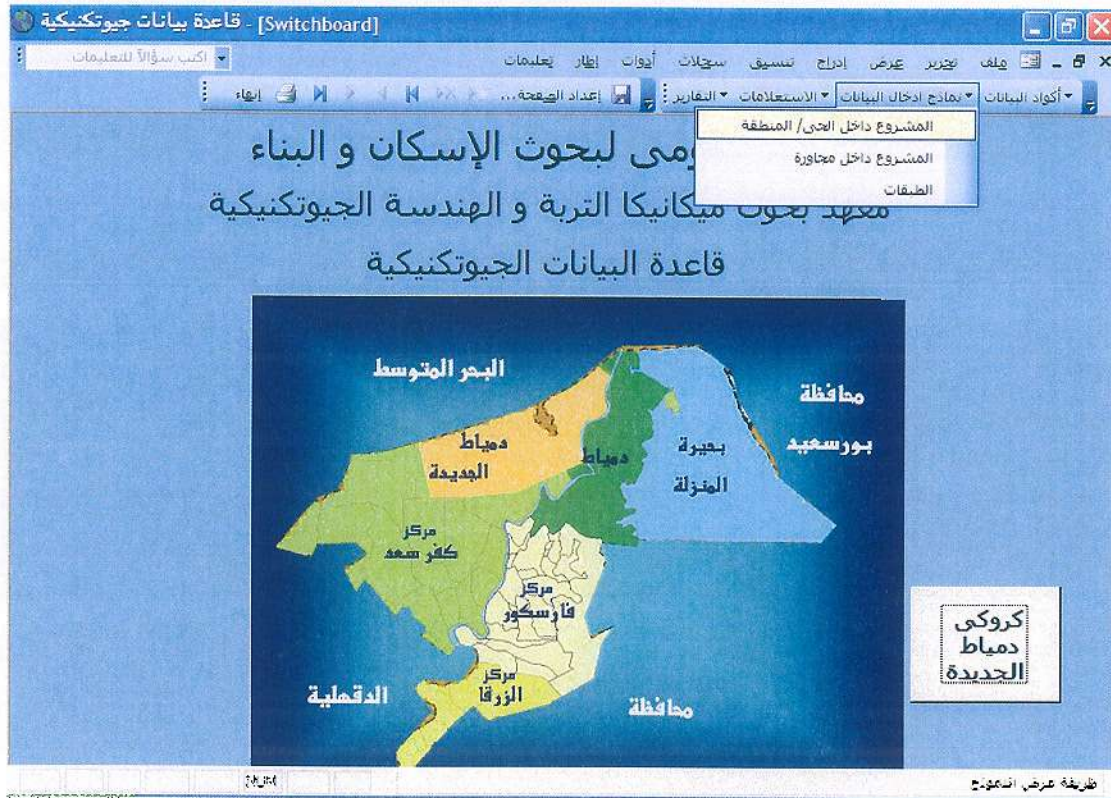 قاعدة بيانات جيوتكنيكية - [Switchboard]
ملف تحرير عرض إدراج تنسيق سجلات أدوات إطار تعليمات
اكتب سؤالاً للتعليمات
أكواد البيانات نماذج ادخال البيانات الاستعلامات التقارير إعداد الصفحة... إنهاء
المشروع داخل الحى/ المنطقة
المشروع داخل مجاورة
الطبقات
ومى لبحوث الإسكان و البناء
معهد بحوث ميكانيكا التربة و الهندسة الجيوتكنيكية
قاعدة البيانات الجيوتكنيكية
البحر المتوسط
محافظة
بورسعيد
دمياط
الجديدة
دمياط
بحيرة
المنزلة
مركز
كفر سعد
مركز
فارسكور
مركز
الزرقا
الدقهلية
محافظة
كروكى
دمياط
الجديدة
طريقة عرض النموذج